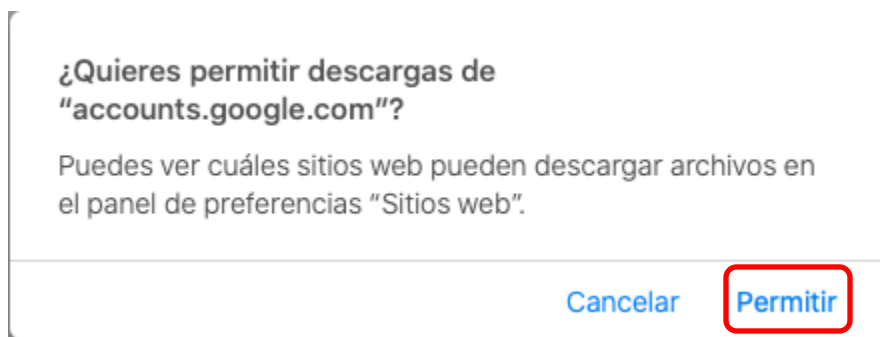 ¿Quieres permitir descargas de
“accounts.google.com”?
Puedes ver cuáles sitios web pueden descargar archivos en
el panel de preferencias “Sitios web”.
Cancelar Permitir